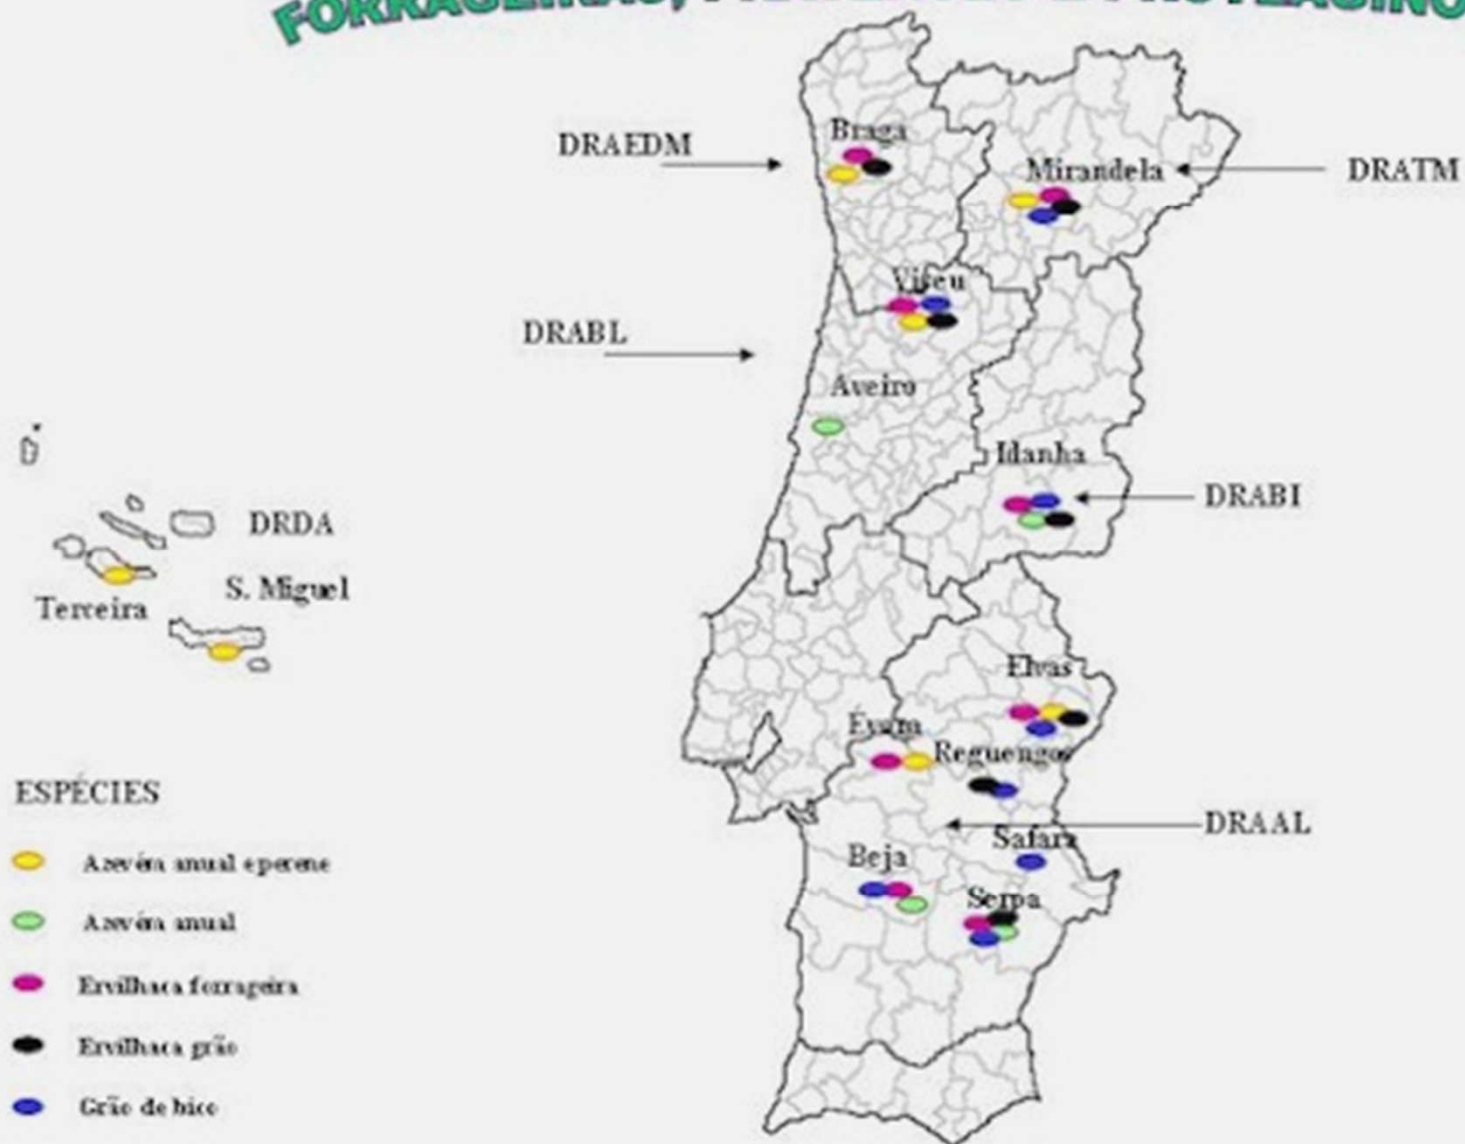 FORRAGEIRAS,
Braga
DRAEDM
Mirandela
DRATM
Viseu
DRABL
Aveiro
Idanha
DRABI
DRDA
S. Miguel
Terceira
Elvas
Évora
Reguengos
ESPÉCIES
DRAAL
Safara
Beja
Azevém anual e perene
Serpa
Azevém anual
Ervilhaca forrageira
Ervilhaca grão
Grão de bico